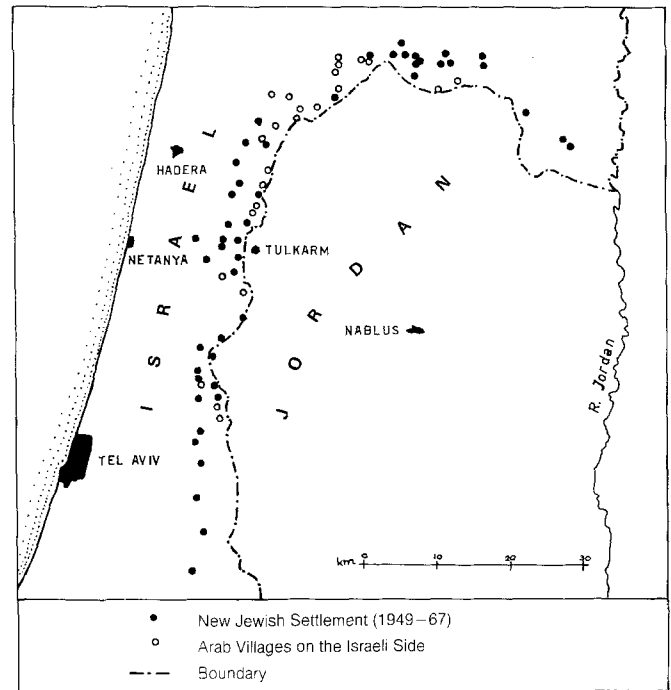 HADERA
NETANYA
TULKARM
NABLUS
TEL AVIV
ISRAEL
JORDAN
R. Jordan
km 0 10 20 30
New Jewish Settlement (1949–67)
Arab Villages on the Israeli Side
Boundary